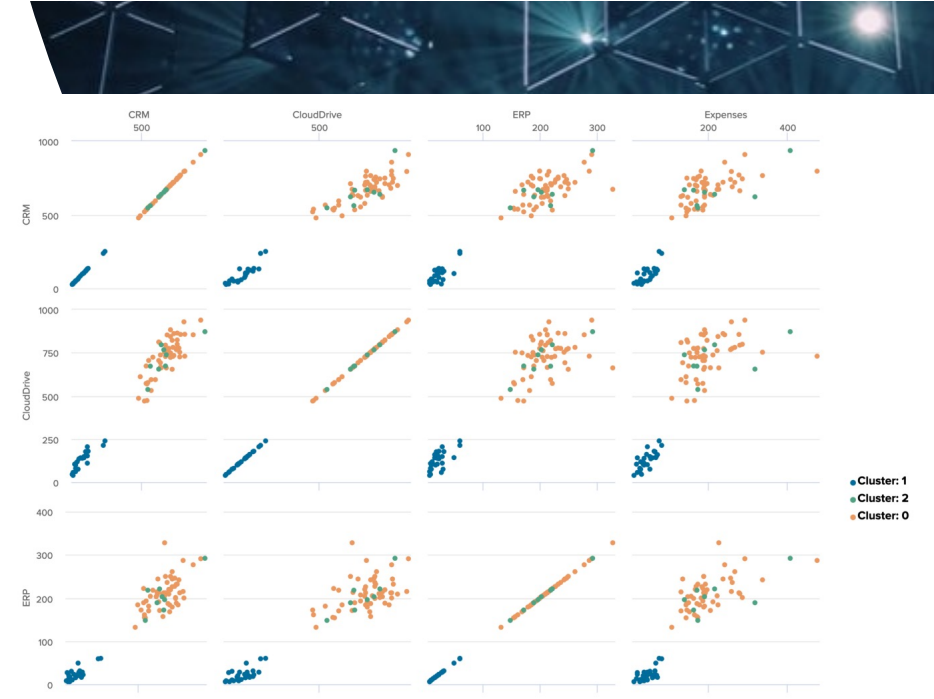 CRM CloudDrive ERP Expenses
500 500 100 200 300 200 400
1000
CRM
500
0
1000
750
CloudDrive
500
250
0
400
300
ERP
200
100
0
Cluster: 1
Cluster: 2
Cluster: 0